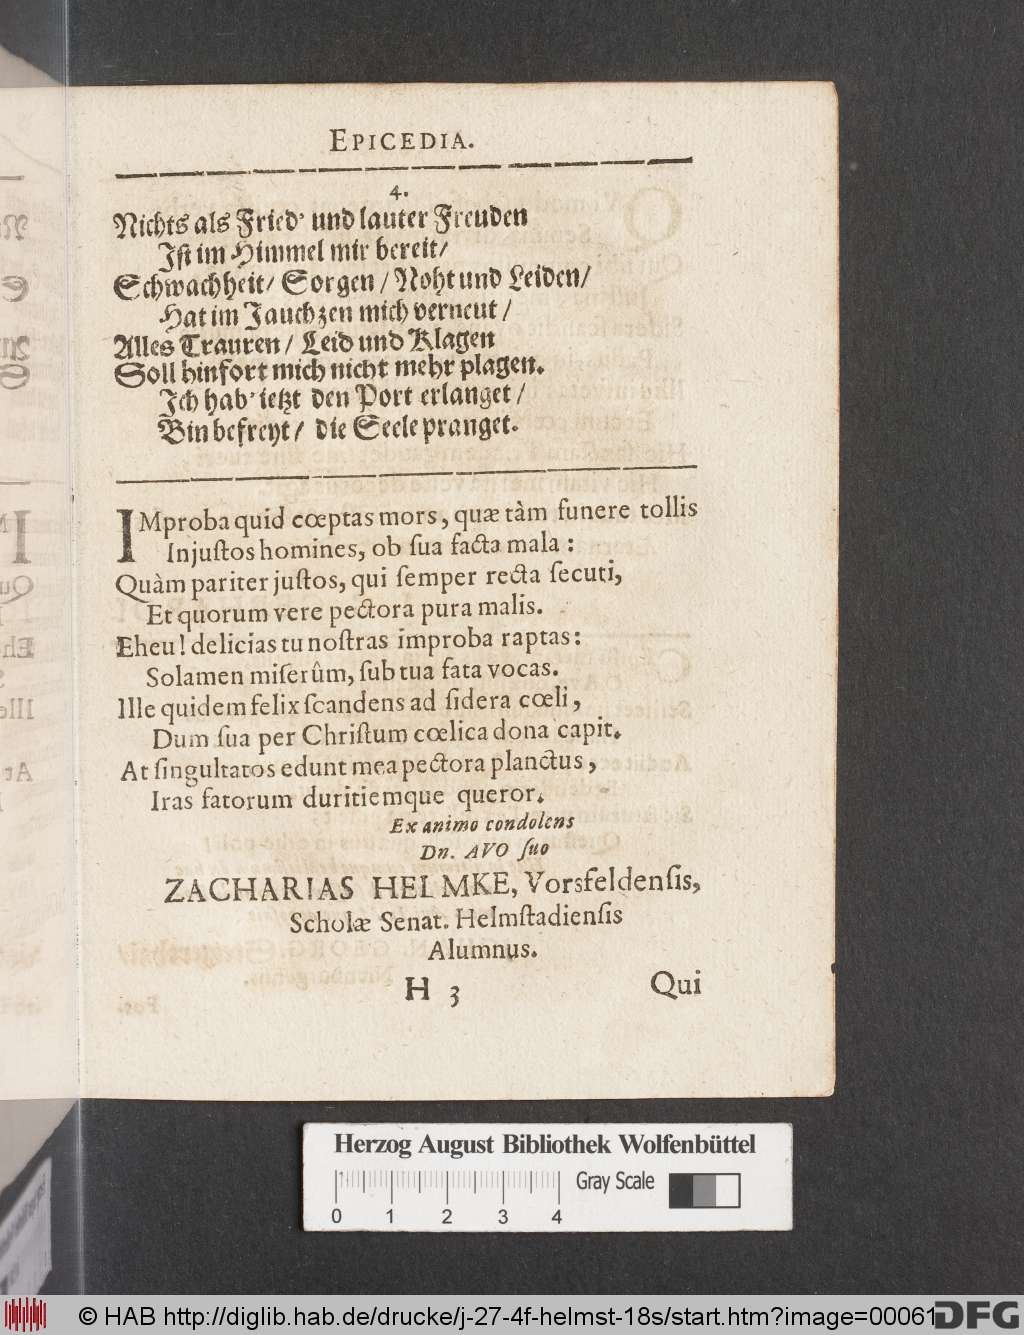 EPICEDIA.
4.
Nichts als Fried' und lauter Freuden
Ist im Himmel mir bereit/
Schwachheit/ Sorgen / Noht und Leiden/
Hat im Jauchzen mich verneut /
Alles Trauren / Leid und Klagen
Soll hinfort mich nicht mehr plagen.
Ich hab' ietzt den Port erlanget /
Bin befreyt / die Seele pranget.
IMproba quid cœptas mors, quæ tàm funere tollis
Injuſtos homines, ob ſua facta mala :
Quàm pariter juſtos, qui ſemper recta ſecuti,
Et quorum vere pectora pura malis.
Eheu! delicias tu noſtras improba raptas:
Solamen miſerûm, ſub tua fata vocas.
Ille quidem felix ſcandens ad ſidera cœli,
Dum ſua per Chriſtum cœlica dona capit.
At ſingultatos edunt mea pectora planctus,
Iras fatorum duritiemque queror.
Ex animo condolens
Dn. AVO ſuo
ZACHARIAS HELMKE, Vorsfeldenſis,
Scholæ Senat. Helmſtadienſis
Alumnus.
H 3 Qui
Herzog August Bibliothek Wolfenbüttel
Gray Scale
0 1 2 3 4
© HAB http://diglib.hab.de/drucke/j-27-4f-helmst-18s/start.htm?image=00061
DFG